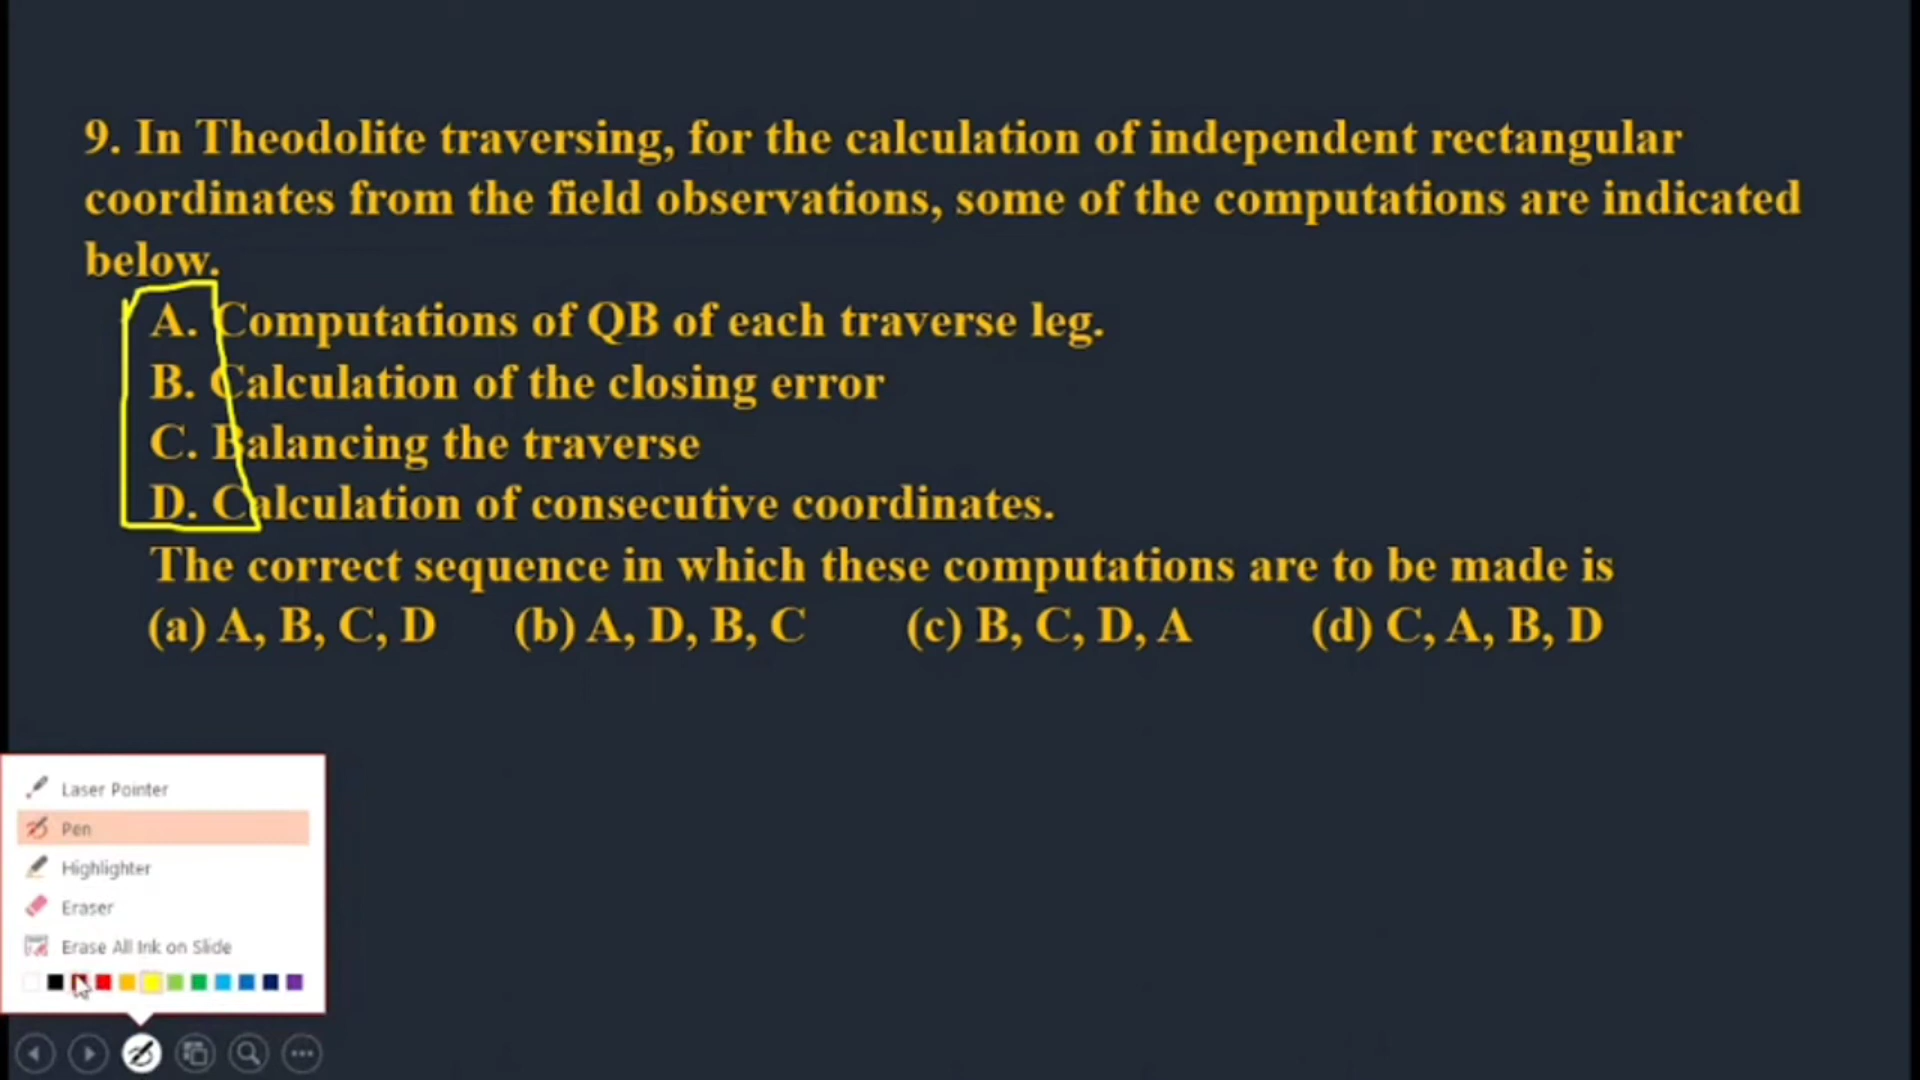 9. In Theodolite traversing, for the calculation of independent rectangular
coordinates from the field observations, some of the computations are indicated
below.
A. Computations of QB of each traverse leg.
B. Calculation of the closing error
C. Balancing the traverse
D. Calculation of consecutive coordinates.
The correct sequence in which these computations are to be made is
(a) A, B, C, D (b) A, D, B, C (c) B, C, D, A (d) C, A, B, D
Laser Pointer
Pen
Highlighter
Eraser
Erase All Ink on Slide